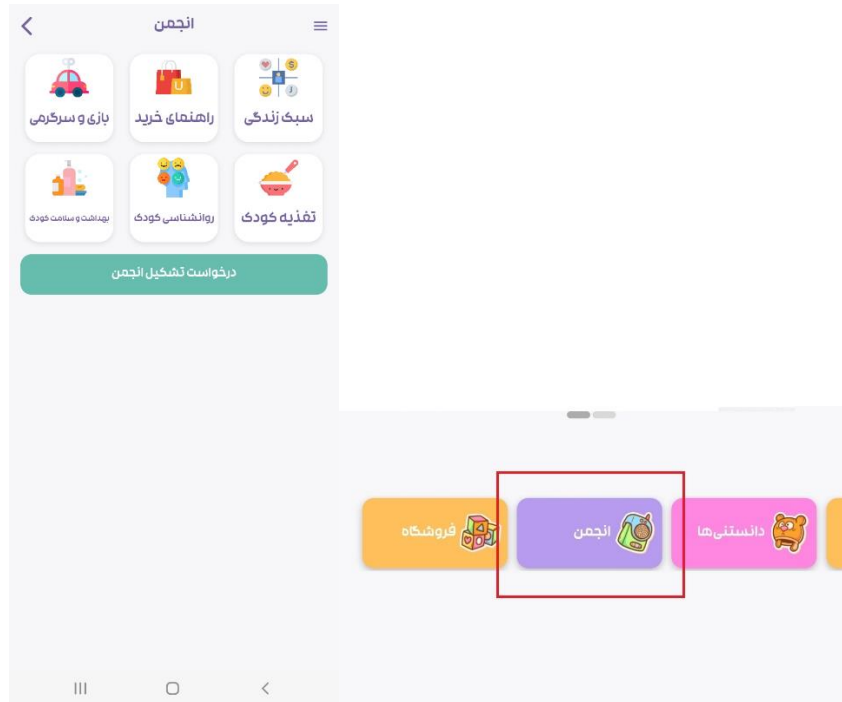 انجمن
سبک زندگی
راهنمای خرید
بازی و سرگرمی
تغذیه کودک
روانشناسی کودک
بهداشت و سلامت کودک
درخواست تشکیل انجمن
دانستنی‌ها
انجمن
فروشگاه